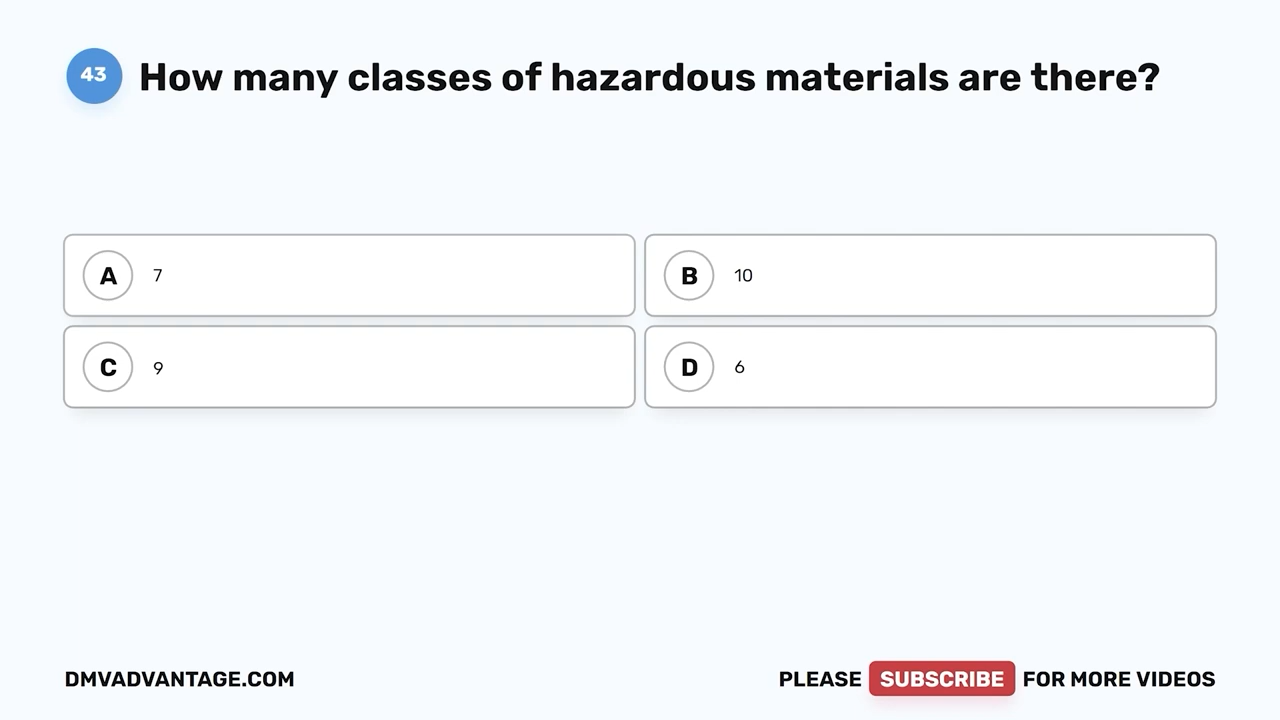 43 How many classes of hazardous materials are there?
A 7
B 10
C 9
D 6
DMVADVANTAGE.COM
PLEASE SUBSCRIBE FOR MORE VIDEOS